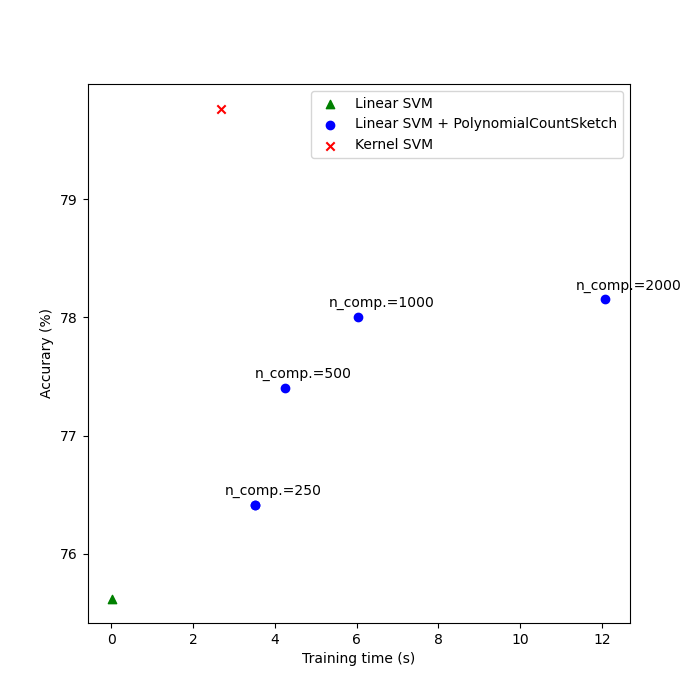 Linear SVM
Linear SVM + PolynomialCountSketch
Kernel SVM
79
n_comp.=2000
n_comp.=1000
78
n_comp.=500
77
n_comp.=250
76
Accurary (%)
0 2 4 6 8 10 12
Training time (s)